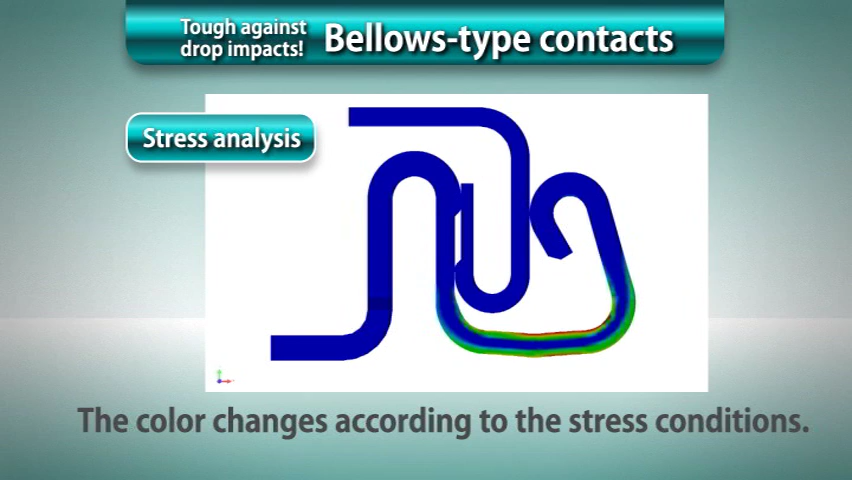 Tough against
drop impacts!
Bellows-type contacts
Stress analysis
The color changes according to the stress conditions.